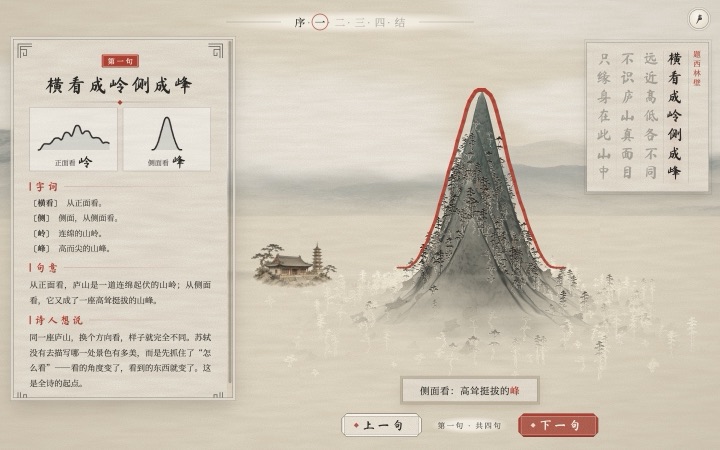 序·一·二·三·四·结
第一句
横看成岭侧成峰
正面看 岭
侧面看 峰
字词
［横看］ 从正面看。
［侧］ 侧面，从侧面看。
［岭］ 连绵的山岭。
［峰］ 高而尖的山峰。
句意
从正面看，庐山是一道连绵起伏的山岭；从侧面
看，它又成了一座高耸挺拔的山峰。
诗人想说
同一座庐山，换个方向看，样子就完全不同。苏轼
没有去描写哪一处景色有多美，而是先抓住了“怎
么看”——看的角度变了，看到的东西就变了。这
是全诗的起点。
题西林壁
横看成岭侧成峰
远近高低各不同
不识庐山真面目
只缘身在此山中
侧面看：高耸挺拔的峰
上一句
第一句 · 共四句
下一句